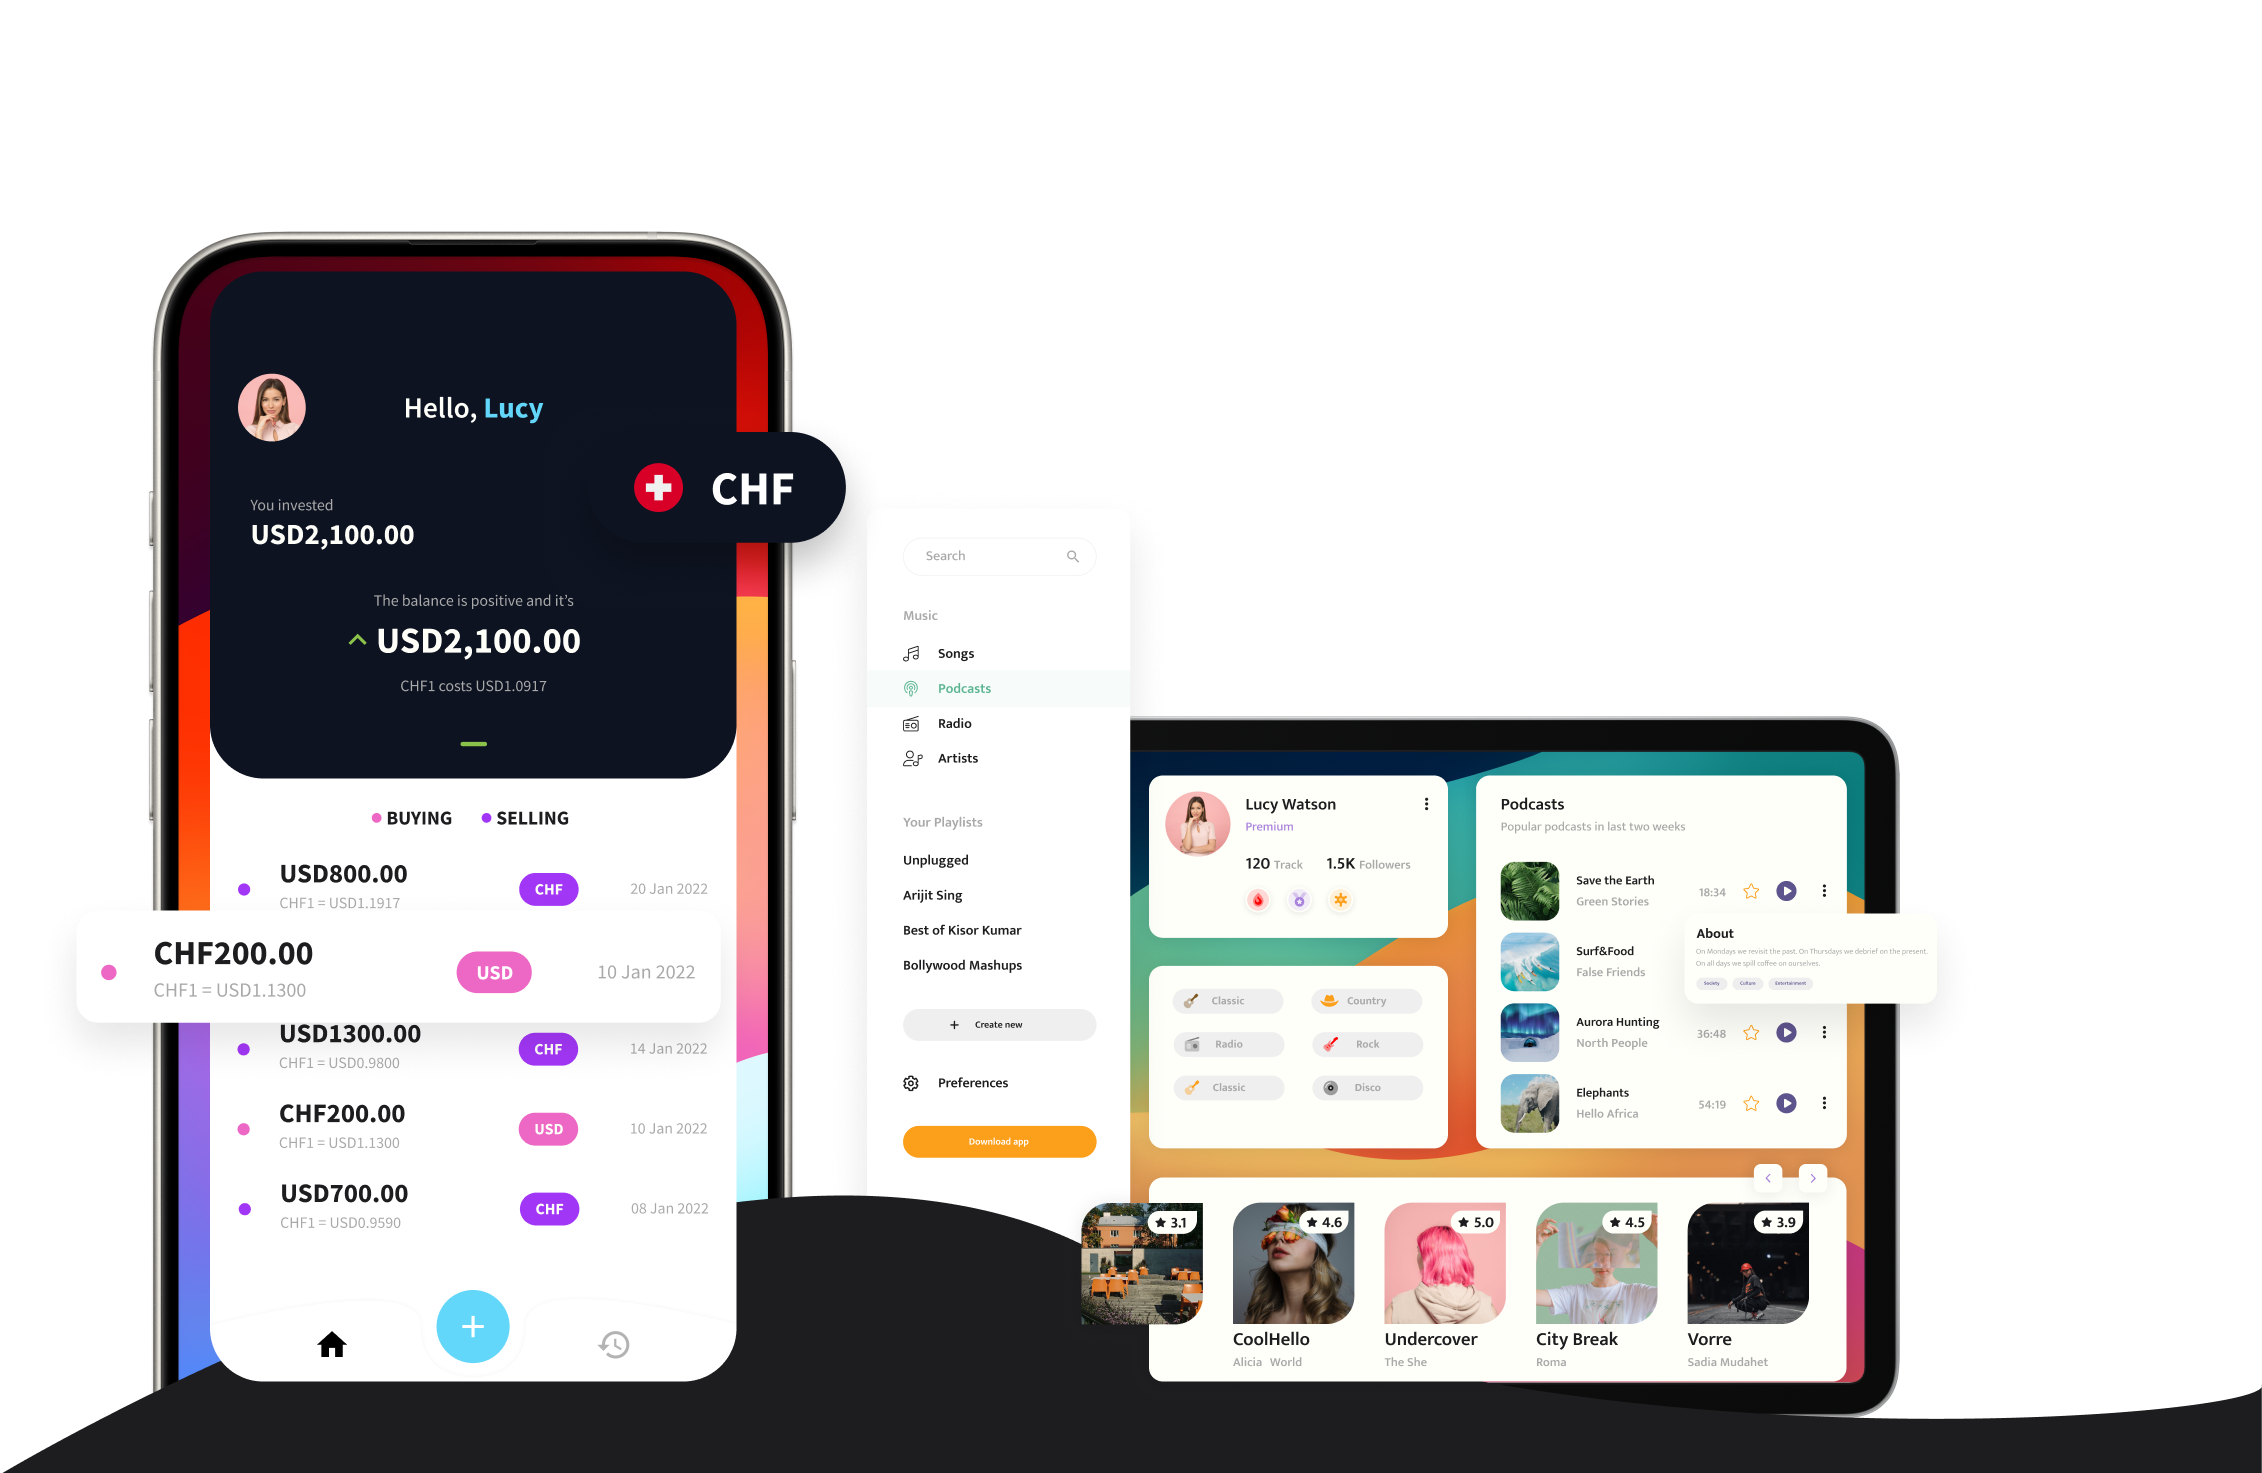 Hello, Lucy
CHF
You invested
USD2,100.00
The balance is positive and it's
USD2,100.00
CHF1 costs USD1.0917
BUYING SELLING
USD800.00
CHF1 = USD1.1917
CHF
20 Jan 2022
CHF200.00
CHF1 = USD1.1300
USD
10 Jan 2022
USD1300.00
CHF1 = USD0.9800
CHF
14 Jan 2022
CHF200.00
CHF1 = USD1.1300
USD
10 Jan 2022
USD700.00
CHF1 = USD0.9590
CHF
08 Jan 2022
Search
Music
Songs
Podcasts
Radio
Artists
Your Playlists
Unplugged
Arijit Sing
Best of Kisor Kumar
Bollywood Mashups
Create new
Preferences
Download app
Lucy Watson
Premium
120 Track 1.5K Followers
Classic Country
Radio Rock
Classic Disco
Podcasts
Popular podcasts in last two weeks
Save the Earth
Green Stories
18:34
Surf&Food
False Friends
About
On Mondays we revisit the past. On Thursdays we debrief on the present.
On all days we spill coffee on ourselves.
Society Culture Entertainment
Aurora Hunting
North People
36:48
Elephants
Hello Africa
54:19
3.1
4.6
CoolHello
Alicia World
5.0
Undercover
The She
4.5
City Break
Roma
3.9
Vorre
Sadia Mudahet